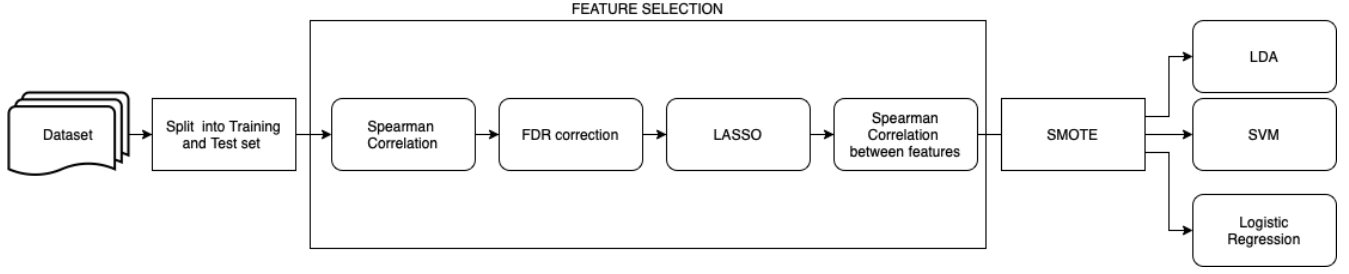 FEATURE SELECTION
Dataset
Split into Training
and Test set
Spearman
Correlation
FDR correction
LASSO
Spearman
Correlation
between features
SMOTE
LDA
SVM
Logistic
Regression